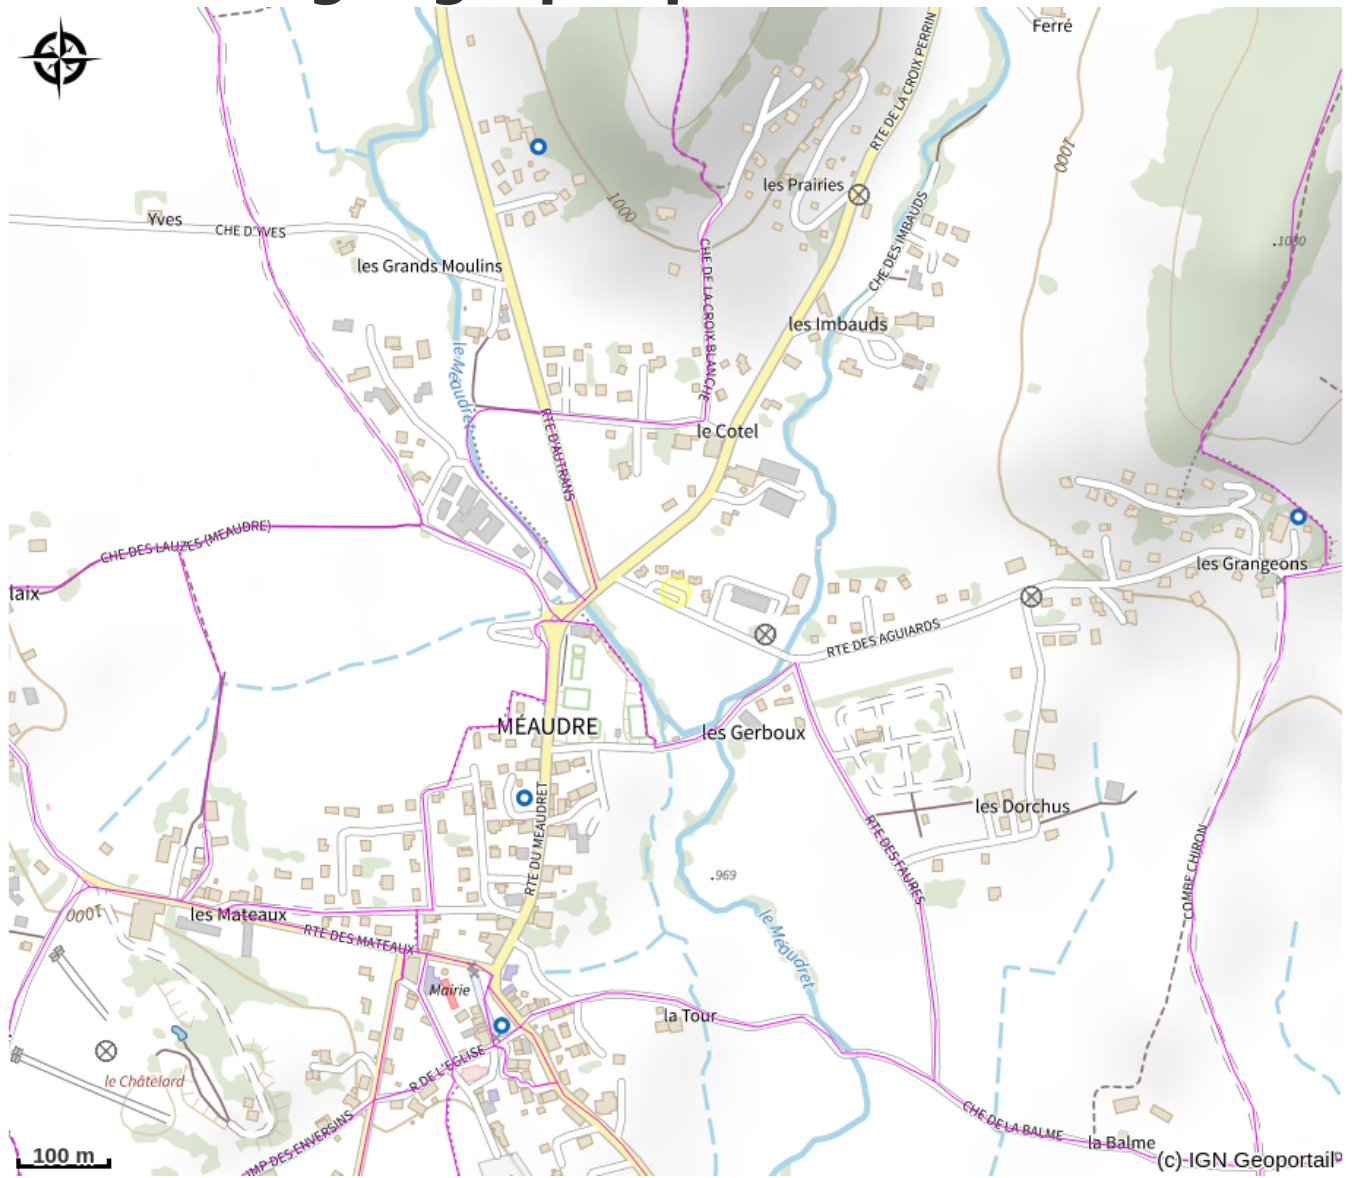 Ferré
RTE DE LA CROIX PERRIN
1000
les Prairies
1000
Yves
CHE D'YVES
CHE DES IMBAUDS
.1030
les Grands Moulins
CHE DE LA CROIX BLANCHE
les Imbauds
le Méaudret
RTE D'AUTRANS
le Cotel
CHE DES LAUZES (MEAUDRE)
laix
les Grangeons
RTE DES AGUIARDS
MÉAUDRE
les Gerboux
les Dorchus
RTE DU MEAUDRET
RTE DES FAURES
COMBE CHIRON
.969
1000
les Mateaux
RTE DES MATEAUX
le Méaudret
Mairie
la Tour
R DE L'EGLISE
le Châtelard
CHE DE LA BALME
la Balme
IMP DES ENVERSINS
100 m
(c) IGN Geoportail